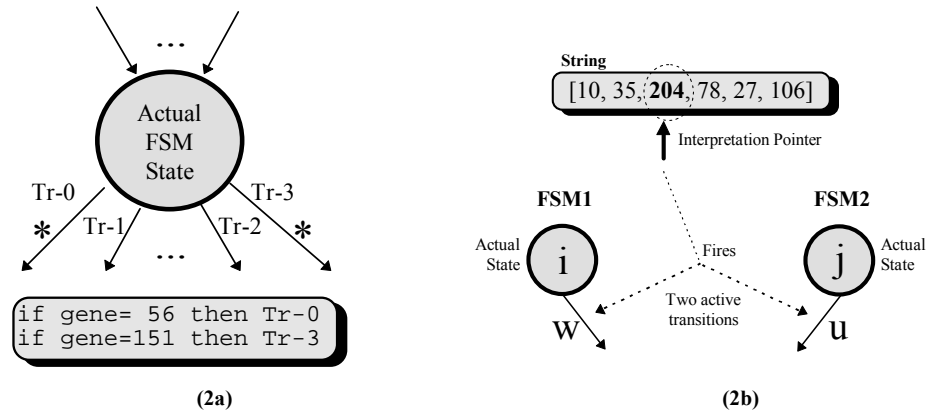 ...
Actual
FSM
State
Tr-0
Tr-3
*
Tr-1
Tr-2
*
...
if gene= 56 then Tr-0
if gene=151 then Tr-3
(2a)
String
[10, 35, 204, 78, 27, 106]
Interpretation Pointer
FSM1
FSM2
Actual
State
i
Fires
j
Actual
State
Two active
transitions
w
u
(2b)